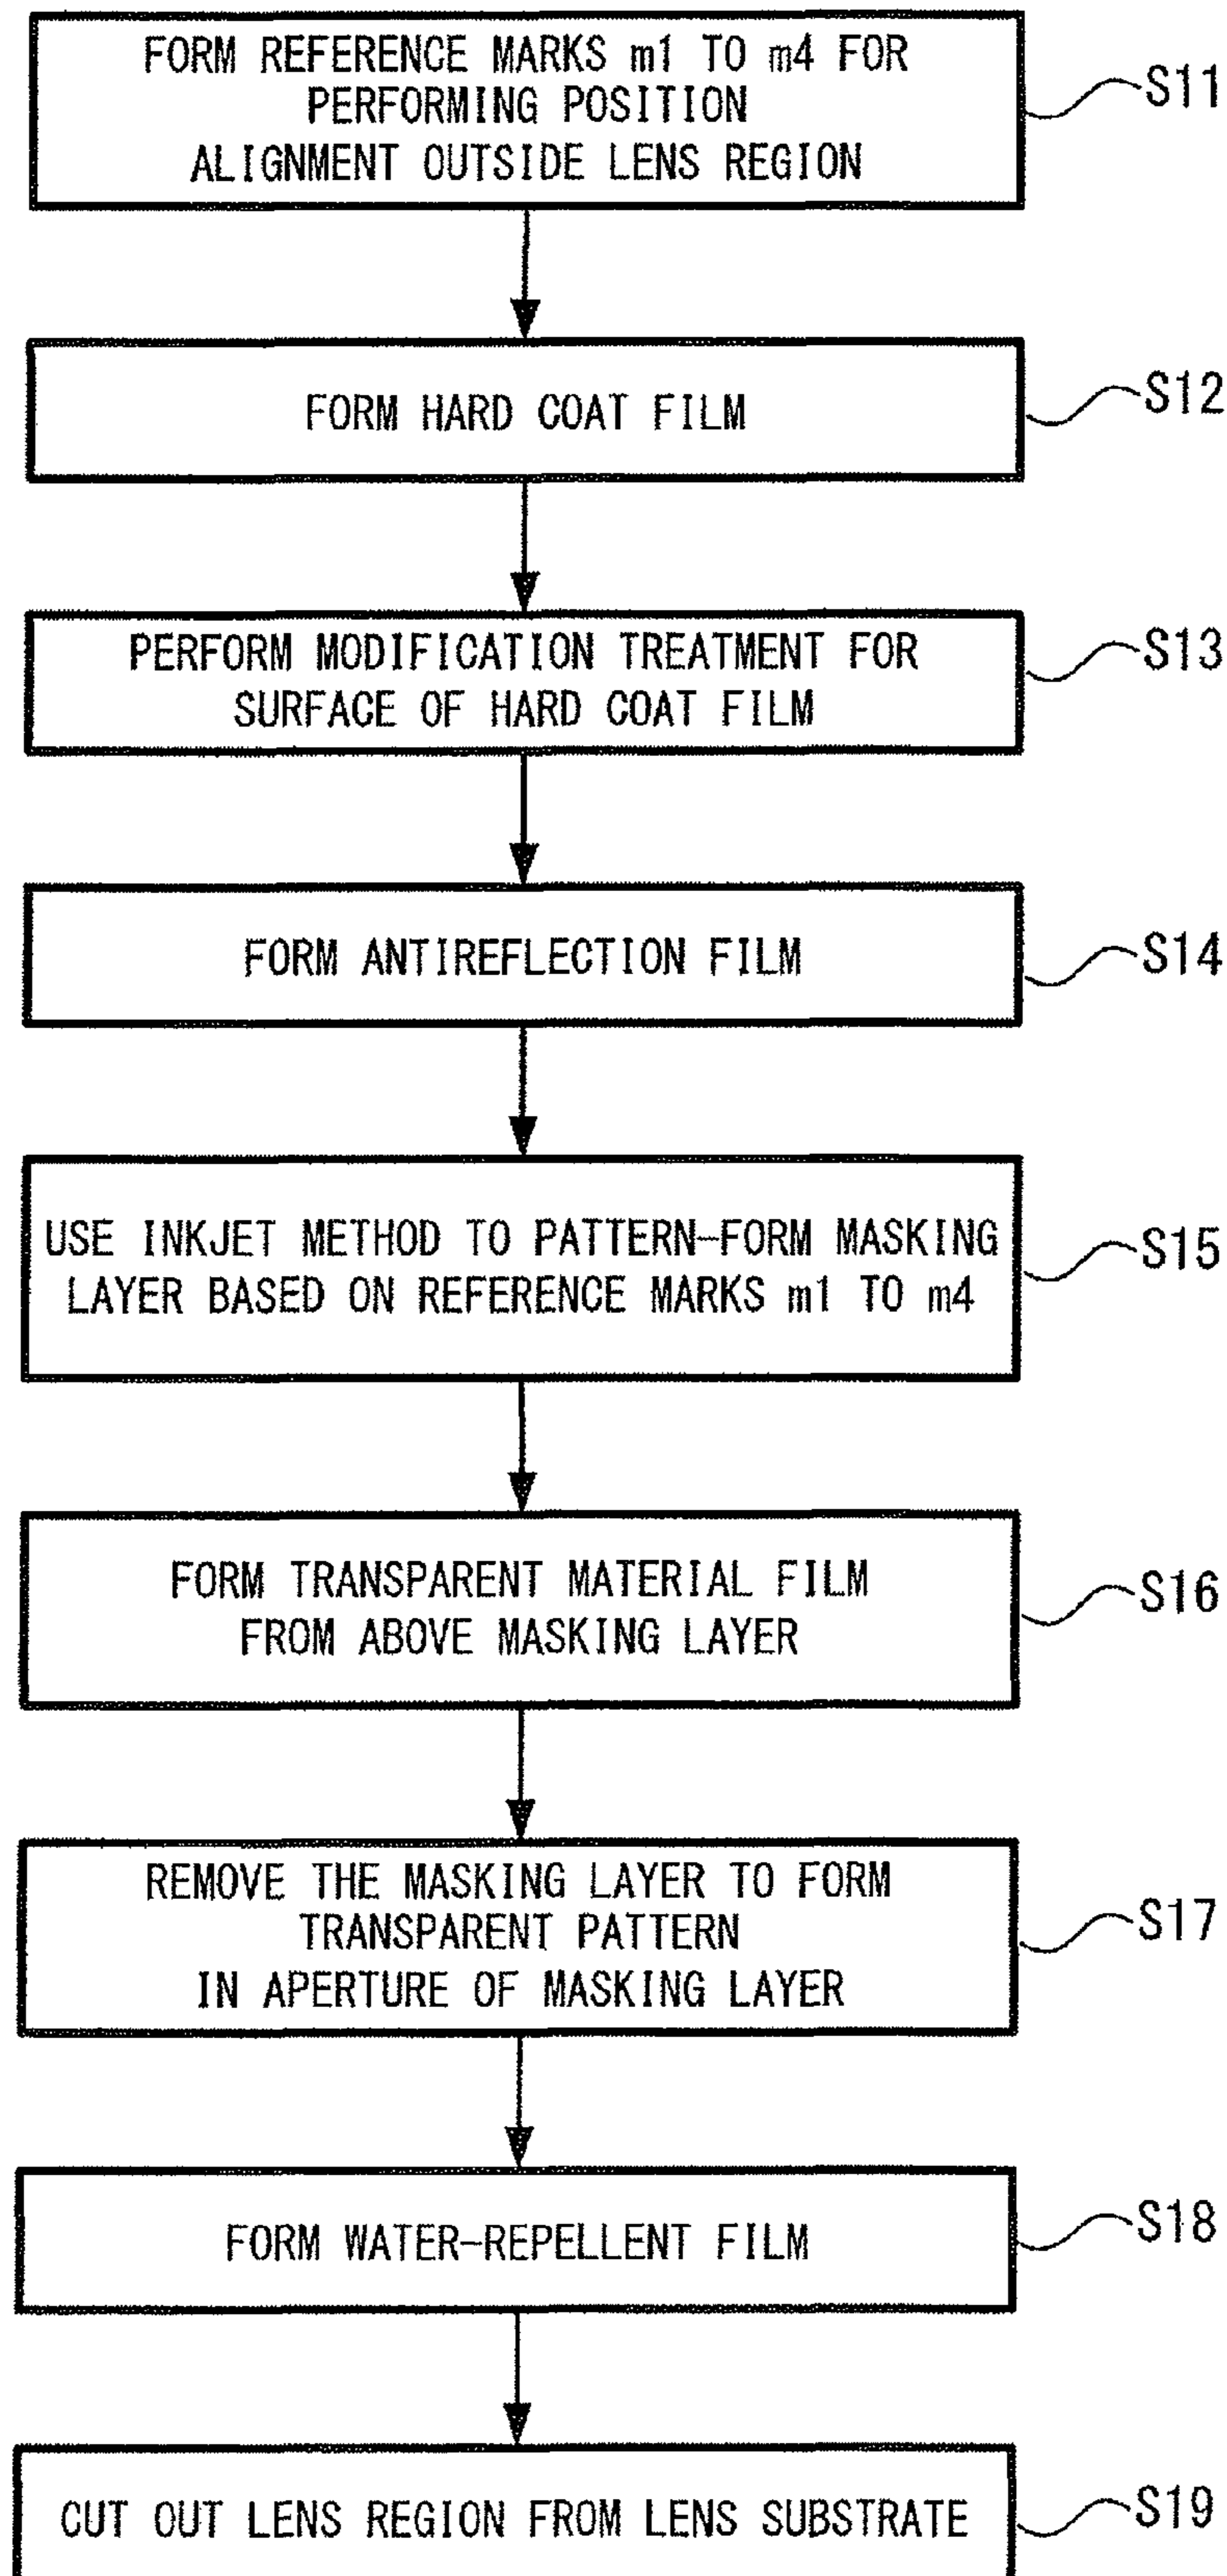 FORM REFERENCE MARKS m1 TO m4 FOR
PERFORMING POSITION
ALIGNMENT OUTSIDE LENS REGION
S11
FORM HARD COAT FILM
S12
PERFORM MODIFICATION TREATMENT FOR
SURFACE OF HARD COAT FILM
S13
FORM ANTIREFLECTION FILM
S14
USE INKJET METHOD TO PATTERN-FORM MASKING
LAYER BASED ON REFERENCE MARKS m1 TO m4
S15
FORM TRANSPARENT MATERIAL FILM
FROM ABOVE MASKING LAYER
S16
REMOVE THE MASKING LAYER TO FORM
TRANSPARENT PATTERN
IN APERTURE OF MASKING LAYER
S17
FORM WATER-REPELLENT FILM
S18
CUT OUT LENS REGION FROM LENS SUBSTRATE
S19